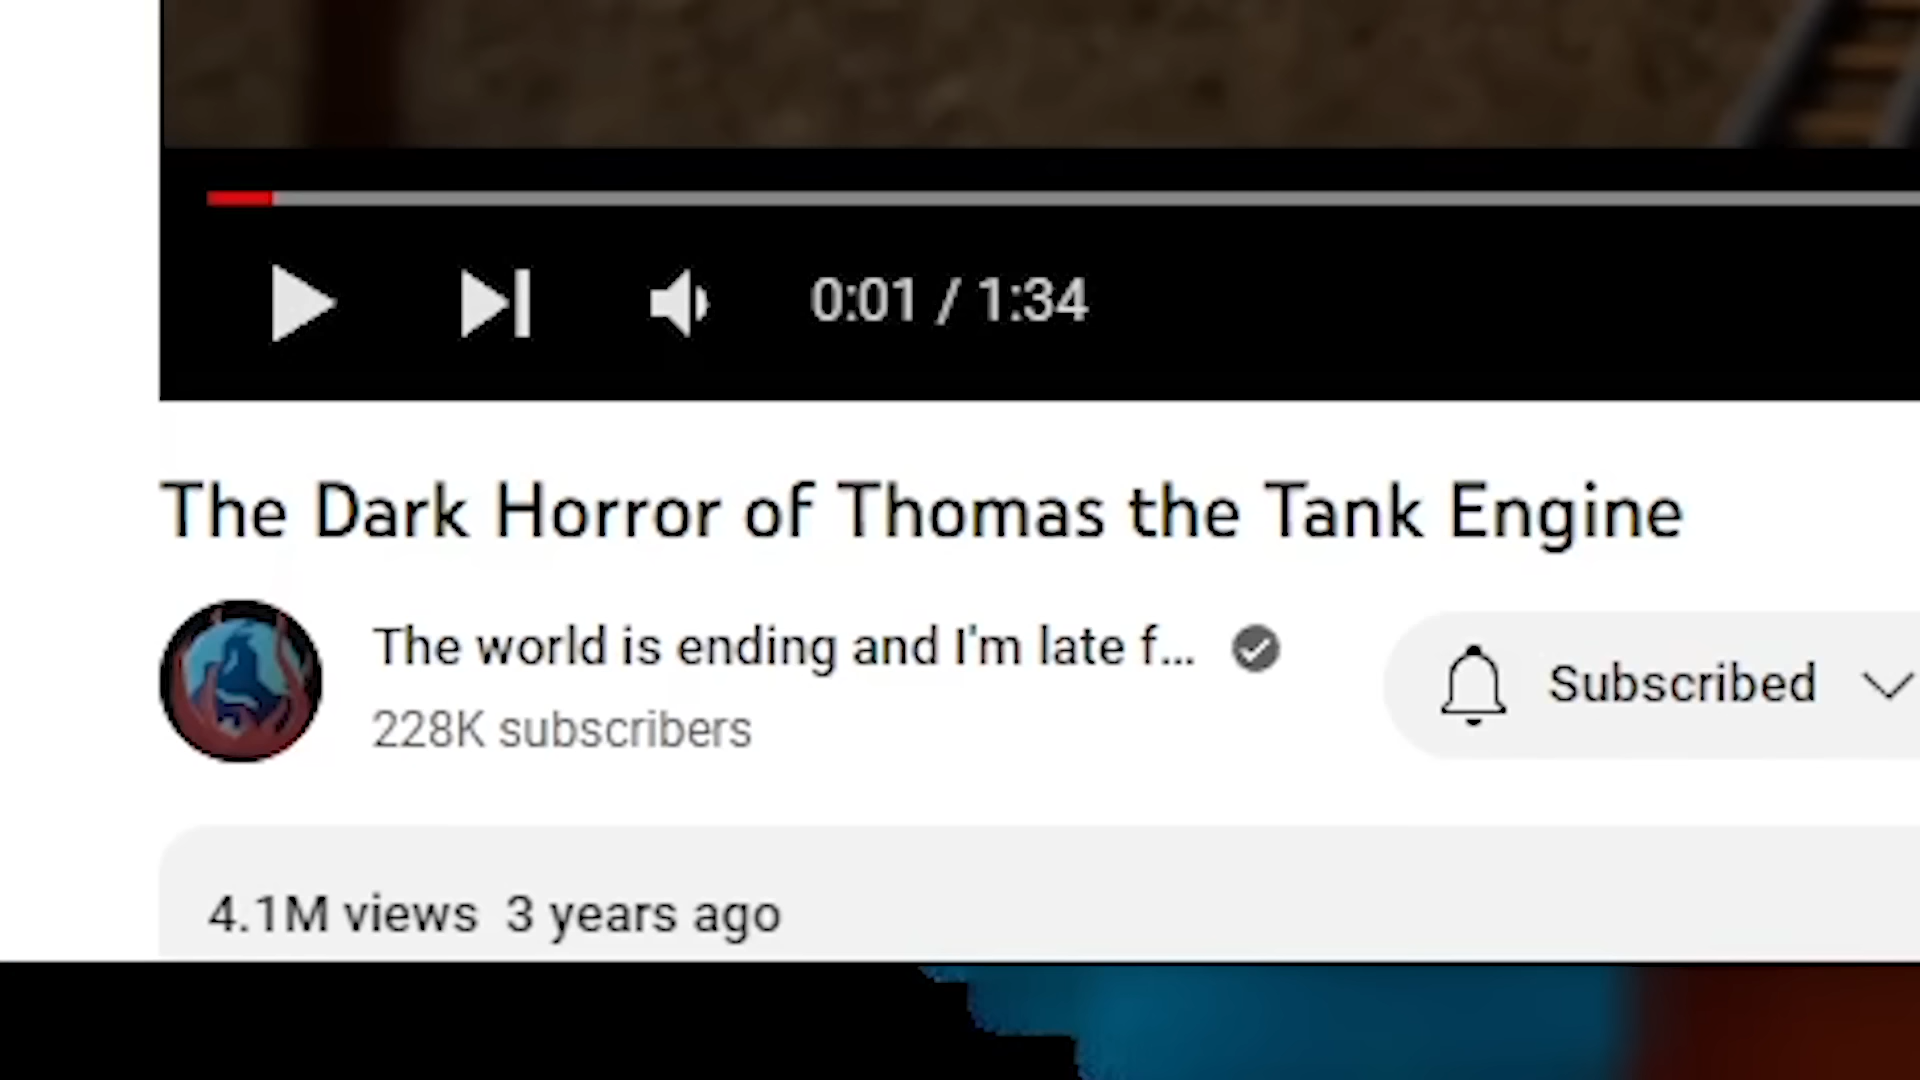 0:01 / 1:34
The Dark Horror of Thomas the Tank Engine
The world is ending and I'm late f...
228K subscribers
Subscribed
4.1M views 3 years ago